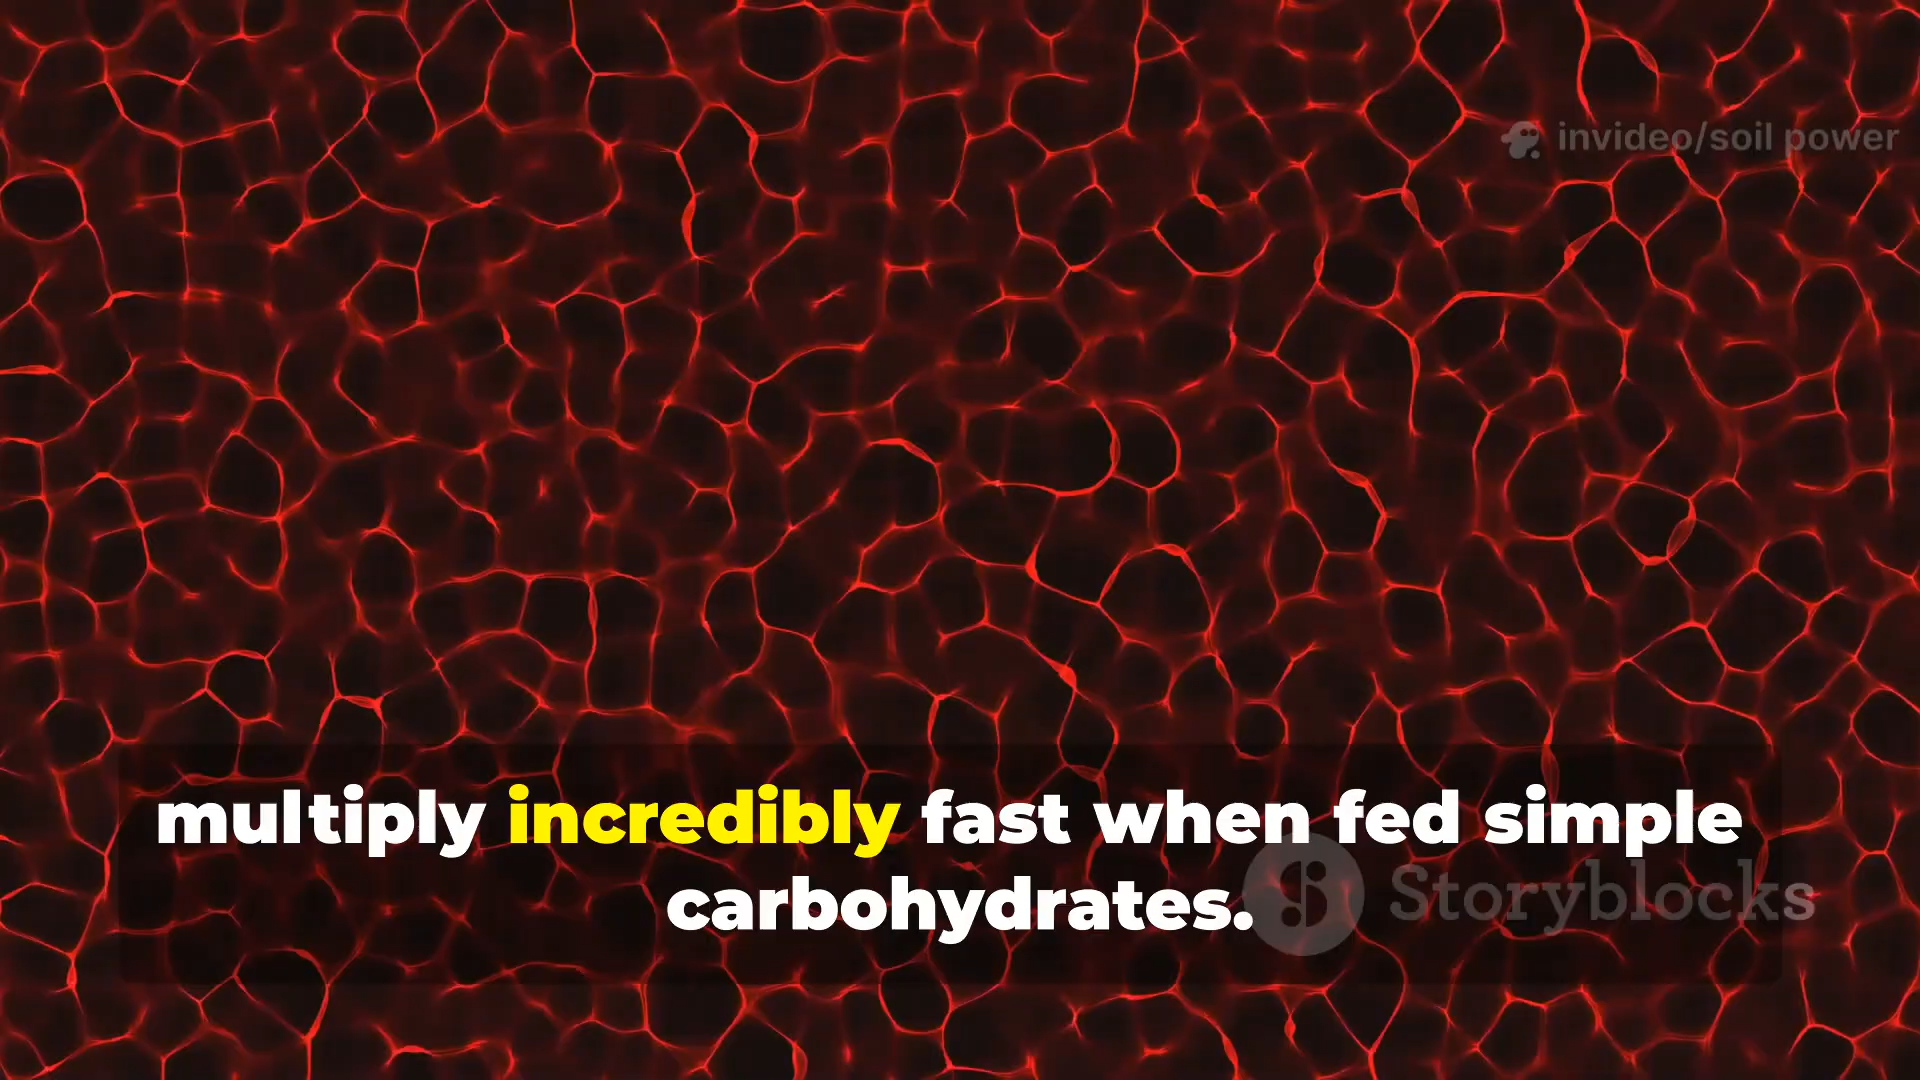 invideo/soil power
multiply incredibly fast when fed simple
carbohydrates.
Storyblocks